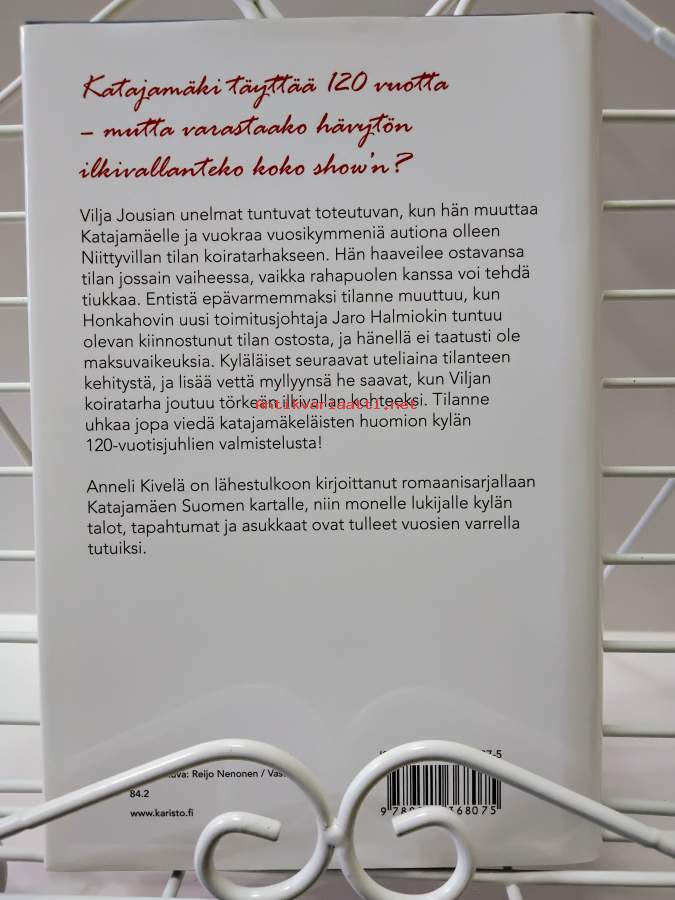 Katajamäki täyttää 120 vuotta
– mutta varastaako hävytön
ilkivallanteko koko show'n?
Vilja Jousian unelmat tuntuvat toteutuvan, kun hän muuttaa
Katajamäelle ja vuokraa vuosikymmeniä autiona olleen
Niittyvillan tilan koiratarhakseen. Hän haaveilee ostavansa
tilan jossain vaiheessa, vaikka rahapuolen kanssa voi tehdä
tiukkaa. Entistä epävarmemmaksi tilanne muuttuu, kun
Honkahovin uusi toimitusjohtaja Jaro Halmiokin tuntuu
olevan kiinnostunut tilan ostosta, ja hänellä ei taatusti ole
maksuvaikeuksia. Kyläläiset seuraavat uteliaina tilanteen
kehitystä, ja lisää vettä myllyynsä he saavat, kun Viljan
koiratarha joutuu törkeän ilkivallan kohteeksi. Tilanne
Antikvariaatti.net
uhkaa jopa viedä katajamäkeläisten huomion kylän
120-vuotisjuhlien valmistelusta!
Anneli Kivelä on lähestulkoon kirjoittanut romaanisarjallaan
Katajamäen Suomen kartalle, niin monelle lukijalle kylän
talot, tapahtumat ja asukkaat ovat tulleet vuosien varrella
tutuiksi.
Reijo Nenonen /
84.2
www.karisto.fi
68075